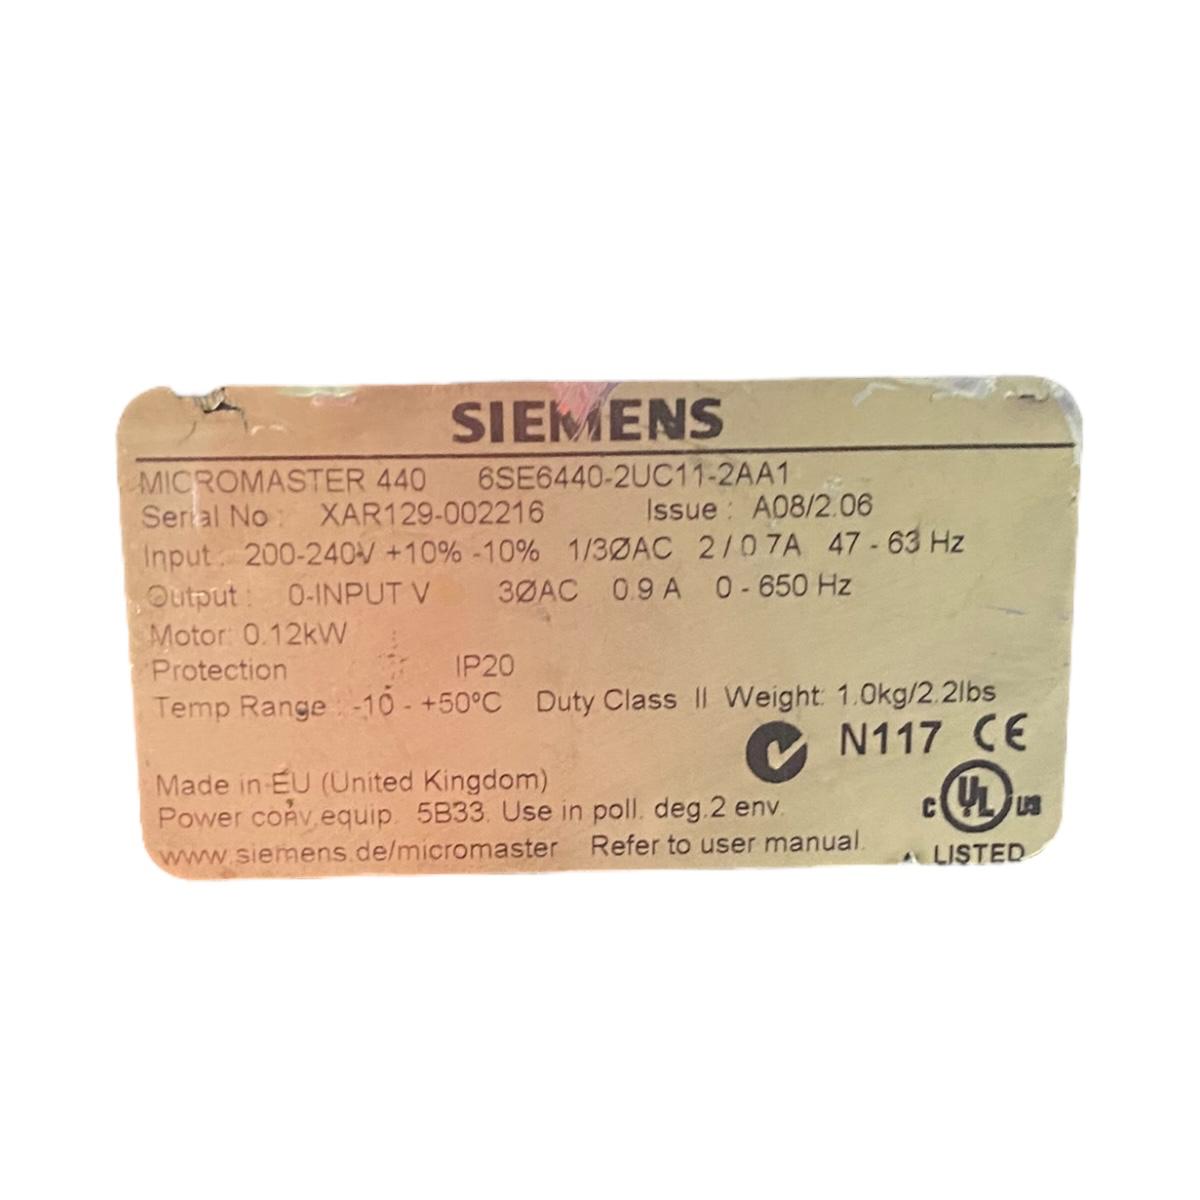 SIEMENS
MICROMASTER 440 6SE6440-2UC11-2AA1
Serial No : XAR129-002216 Issue : A08/2.06
Input : 200-240V +10% -10% 1/3ØAC 2 / 0.7A 47 - 63 Hz
Output : 0-INPUT V 3ØAC 0.9 A 0 - 650 Hz
Motor: 0.12kW
Protection IP20
Temp Range : -10 - +50ºC Duty Class II Weight: 1.0kg/2.2lbs
N117 CE
Made in EU (United Kingdom)
C UL US
Power conv.equip. 5B33. Use in poll. deg.2 env.
www.siemens.de/micromaster Refer to user manual.
LISTED